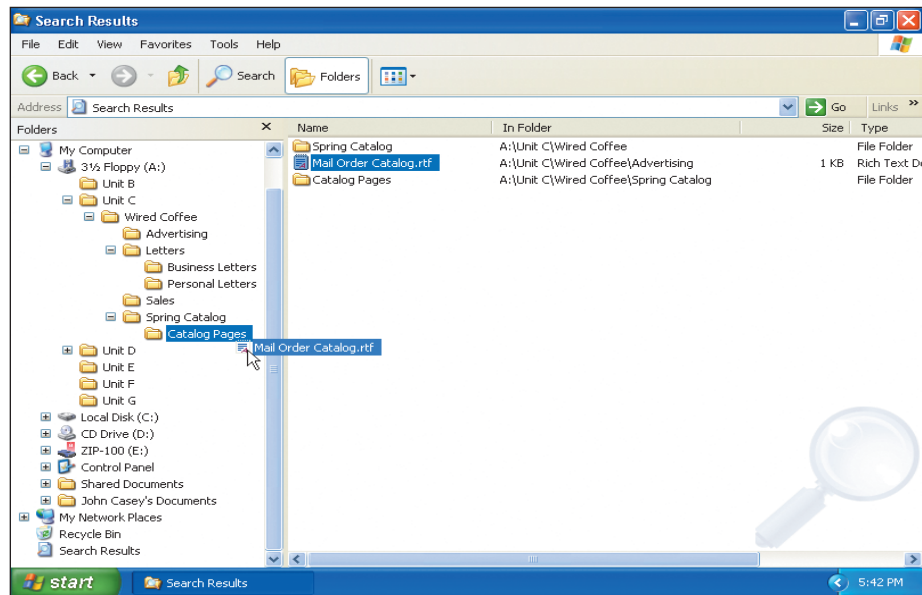 Search Results
File Edit View Favorites Tools Help
Back Search Folders
Address Search Results Go Links »
Folders
My Computer
3½ Floppy (A:)
Unit B
Unit C
Wired Coffee
Advertising
Letters
Business Letters
Personal Letters
Sales
Spring Catalog
Catalog Pages
Mail Order Catalog.rtf
Unit D
Unit E
Unit F
Unit G
Local Disk (C:)
CD Drive (D:)
ZIP-100 (E:)
Control Panel
Shared Documents
John Casey's Documents
My Network Places
Recycle Bin
Search Results
Name In Folder Size Type
Spring Catalog A:\Unit C\Wired Coffee File Folder
Mail Order Catalog.rtf A:\Unit C\Wired Coffee\Advertising 1 KB Rich Text D
Catalog Pages A:\Unit C\Wired Coffee\Spring Catalog File Folder
start Search Results 5:42 PM